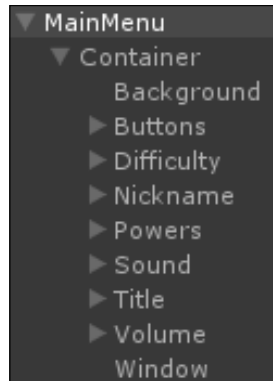 MainMenu
Container
Background
Buttons
Difficulty
Nickname
Powers
Sound
Title
Volume
Window